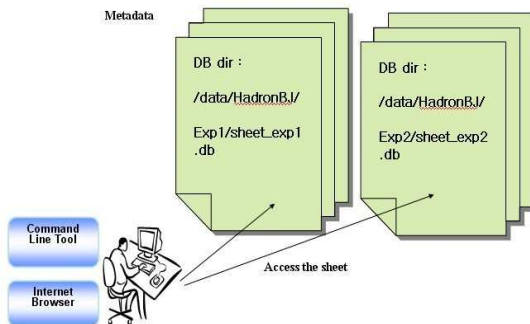 Metadata
DB dir :
/data/HadronBJ/
Exp1/sheet_exp1
.db
DB dir :
/data/HadronBJ/
Exp2/sheet_exp2
.db
Command
Line Tool
Internet
Browser
Access the sheet